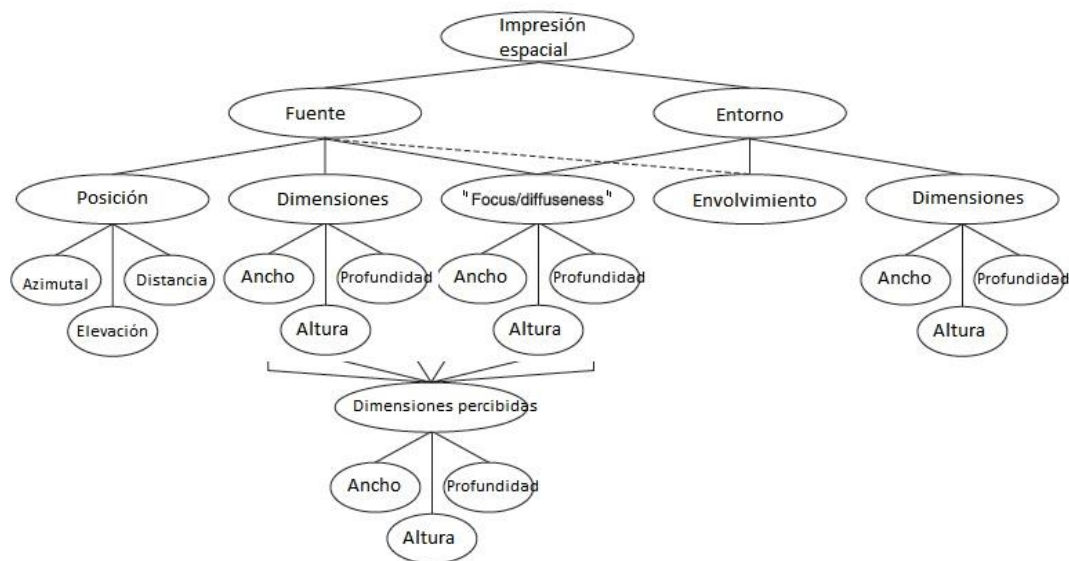 Impresión
espacial
Fuente
Entorno
Posición
Dimensiones
"Focus/diffuseness"
Envolvimiento
Dimensiones
Azimutal
Distancia
Elevación
Ancho
Profundidad
Altura
Ancho
Profundidad
Altura
Ancho
Profundidad
Altura
Dimensiones percibidas
Ancho
Profundidad
Altura